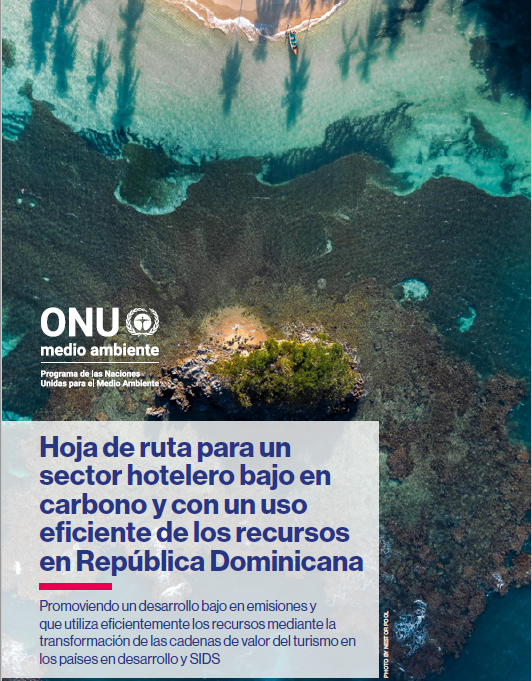 ONU
medio ambiente
Programa de las Naciones
Unidas para el Medio Ambiente
Hoja de ruta para un
sector hotelero bajo en
carbono y con un uso
eficiente de los recursos
en República Dominicana
Promoviendo un desarrollo bajo en emisiones y
que utiliza eficientemente los recursos mediante la
transformación de las cadenas de valor del turismo en
los países en desarrollo y SIDS
PHOTO BY NESTOR POOL